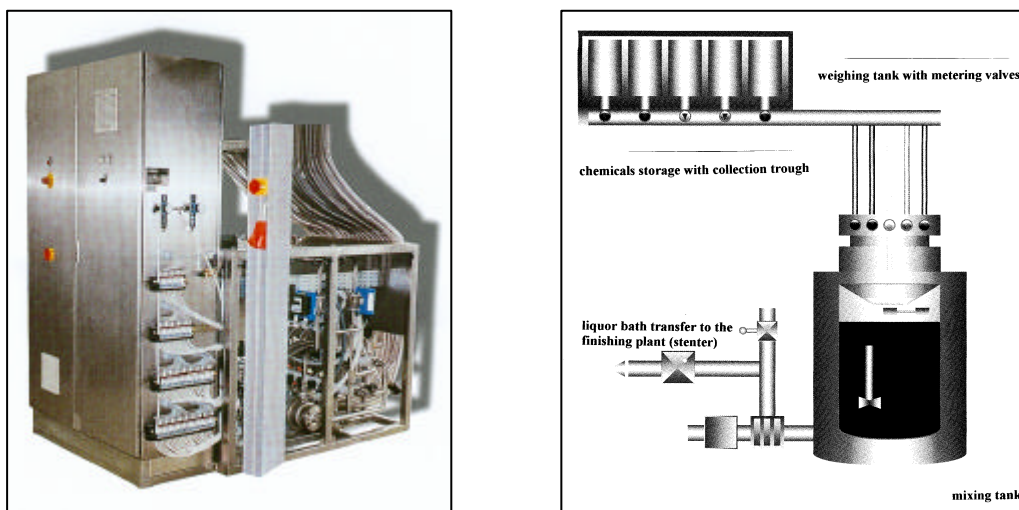 weighing tank with metering valves
chemicals storage with collection trough
liquor bath transfer to the
finishing plant (stenter)
mixing tank